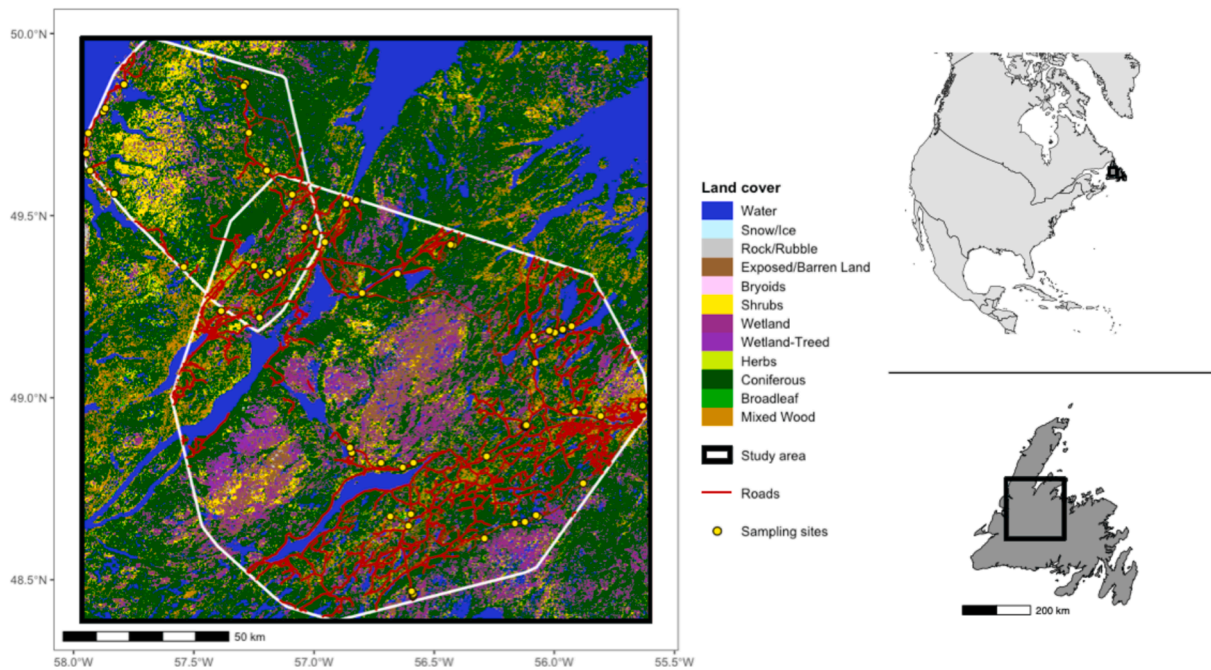 50.0°N
49.5°N
49.0°N
48.5°N
50 km
58.0°W
57.5°W
57.0°W
56.5°W
56.0°W
55.5°W
Land cover
Water
Snow/Ice
Rock/Rubble
Exposed/Barren Land
Bryoids
Shrubs
Wetland
Wetland-Treed
Herbs
Coniferous
Broadleaf
Mixed Wood
Study area
Roads
Sampling sites
200 km